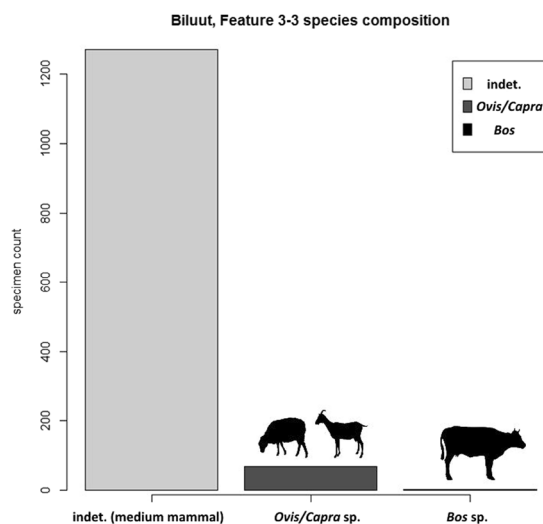 Biluut, Feature 3-3 species composition
indet.
Ovis/Capra
Bos
specimen count
1200
1000
800
600
400
200
0
indet. (medium mammal) Ovis/Capra sp. Bos sp.